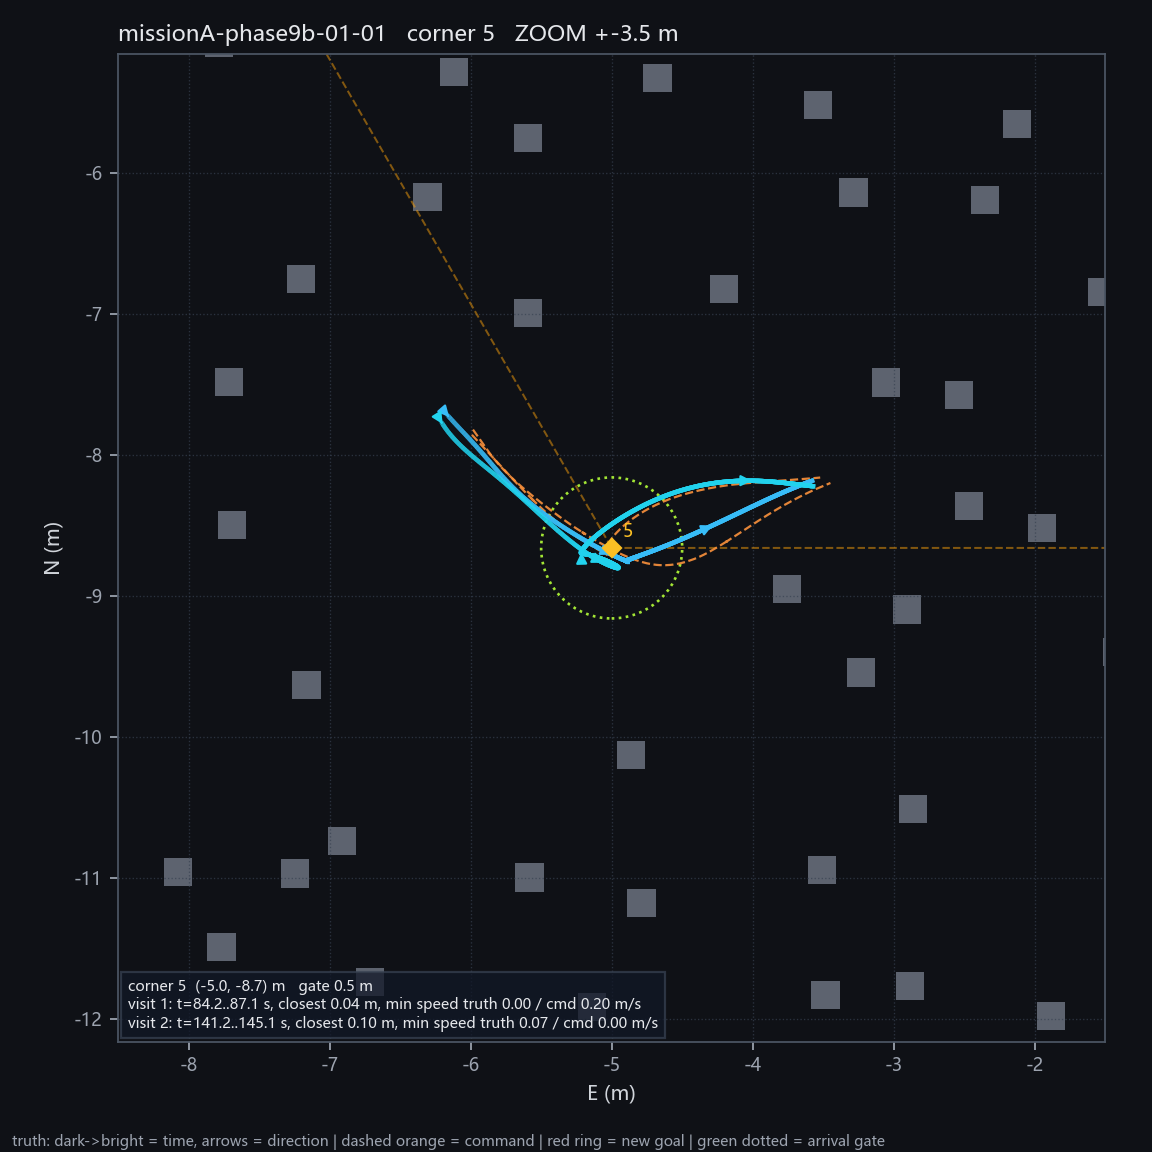 missionA-phase9b-01-01   corner 5   ZOOM +-3.5 m
-6
-7
-8
-9
-10
-11
-12
N (m)
5
corner 5  (-5.0, -8.7) m   gate 0.5 m
visit 1: t=84.2..87.1 s, closest 0.04 m, min speed truth 0.00 / cmd 0.20 m/s
visit 2: t=141.2..145.1 s, closest 0.10 m, min speed truth 0.07 / cmd 0.00 m/s
-8 -7 -6 -5 -4 -3 -2
E (m)
truth: dark->bright = time, arrows = direction | dashed orange = command | red ring = new goal | green dotted = arrival gate